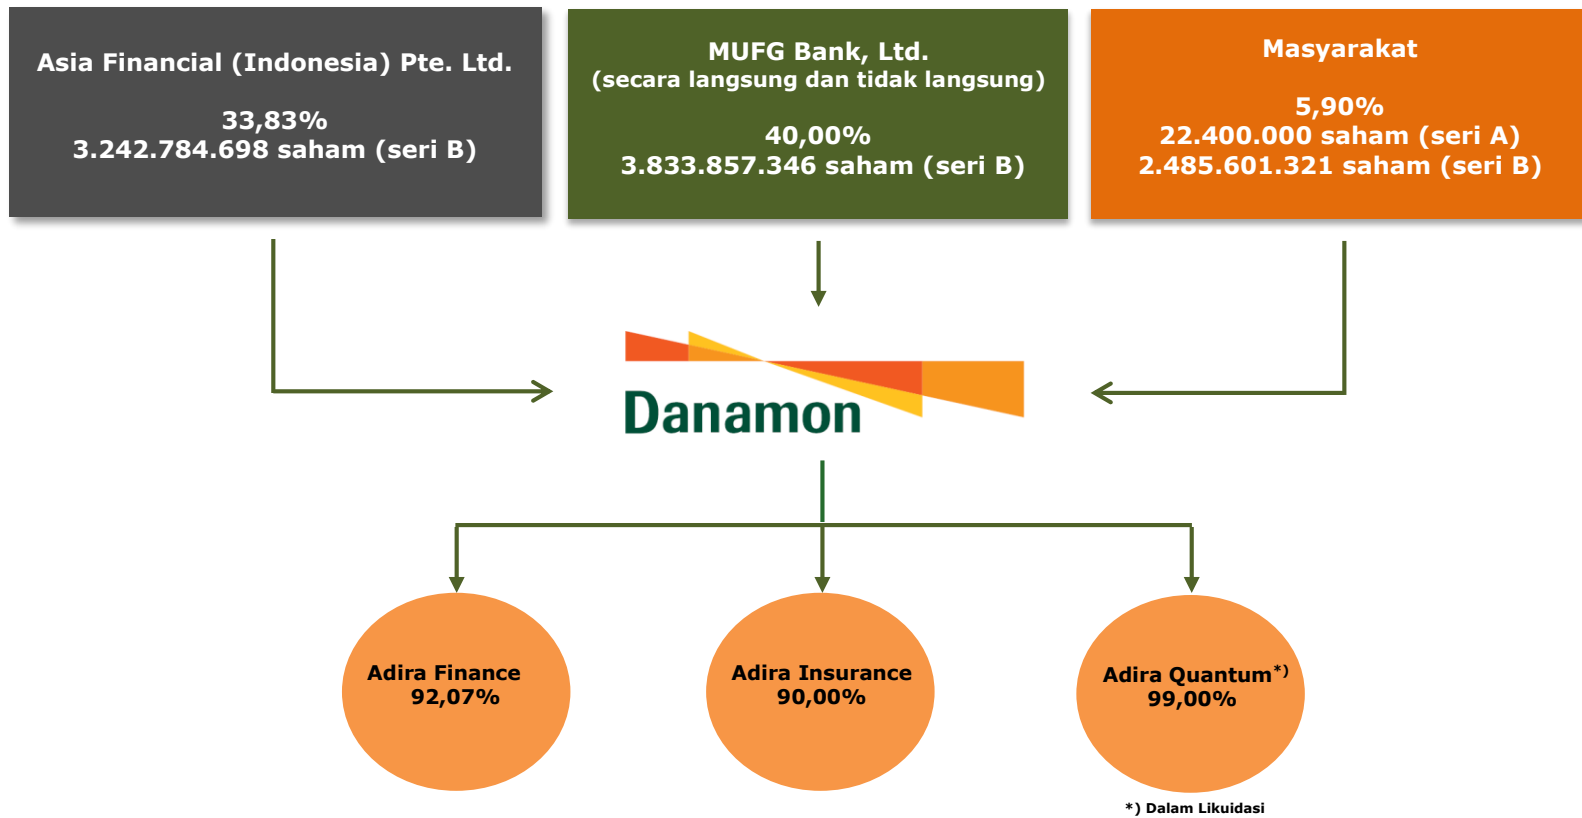 Asia Financial (Indonesia) Pte. Ltd.
33,83%
3.242.784.698 saham (seri B)
MUFG Bank, Ltd.
(secara langsung dan tidak langsung)
40,00%
3.833.857.346 saham (seri B)
Masyarakat
5,90%
22.400.000 saham (seri A)
2.485.601.321 saham (seri B)
Danamon
Adira Finance
92,07%
Adira Insurance
90,00%
Adira Quantum*)
99,00%
*) Dalam Likuidasi